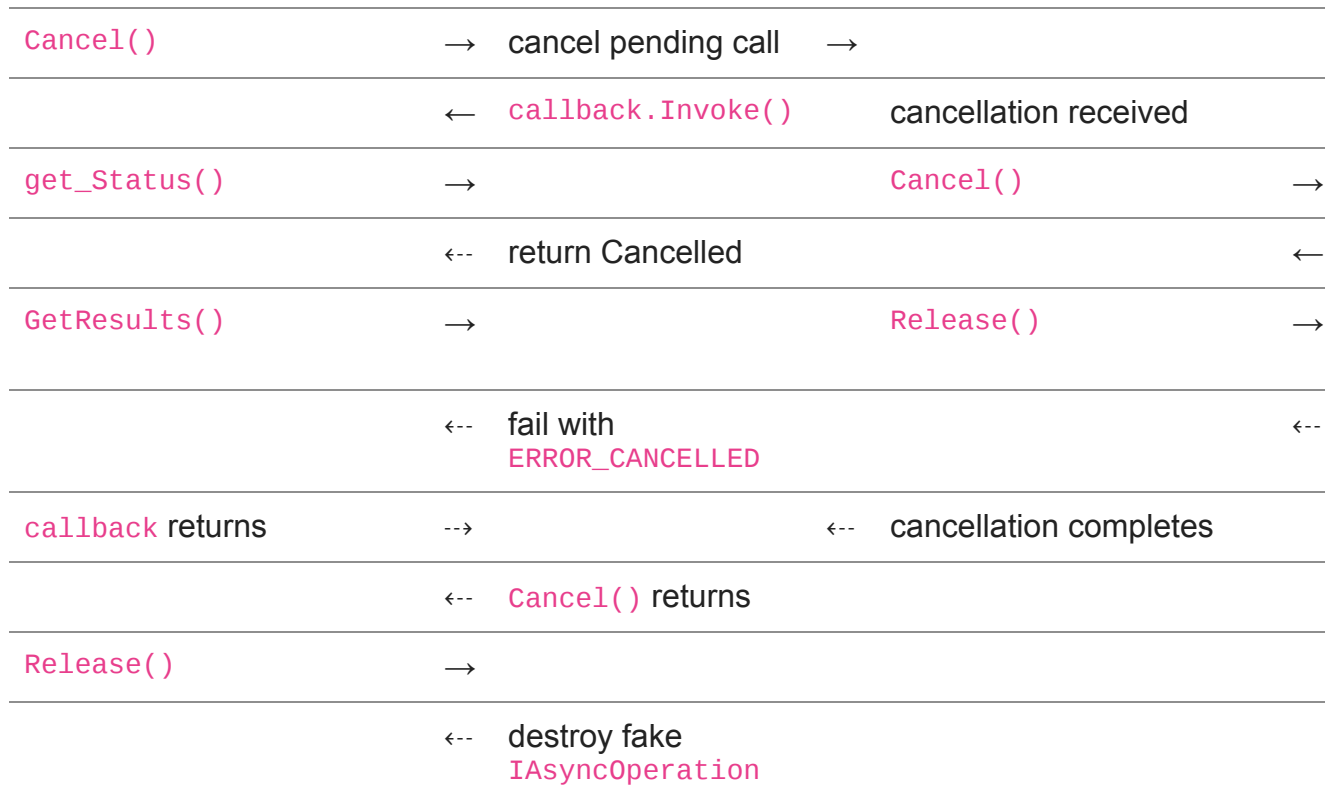 Cancel() → cancel pending call →
← callback.Invoke() cancellation received
get_Status() → Cancel() →
⇠ return Cancelled ←
GetResults() → Release() →
⇠ fail with ⇠
ERROR_CANCELLED
callback returns ⇢ ⇠ cancellation completes
⇠ Cancel() returns
Release() →
⇠ destroy fake
IAsyncOperation